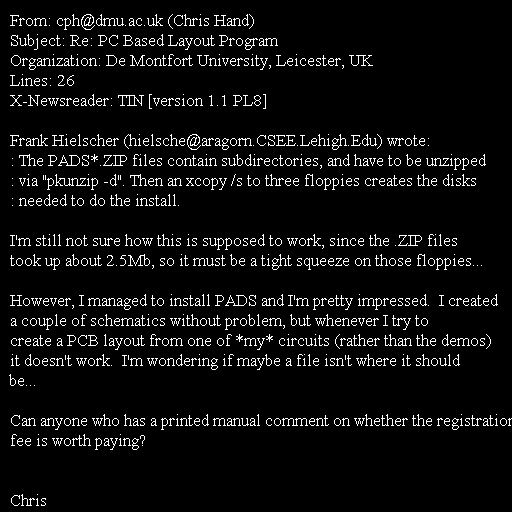 From: cph@dmu.ac.uk (Chris Hand)
Subject: Re: PC Based Layout Program
Organization: De Montfort University, Leicester, UK
Lines: 26
X-Newsreader: TIN [version 1.1 PL8]

Frank Hielscher (hielsche@aragorn.CSEE.Lehigh.Edu) wrote:
: The PADS*.ZIP files contain subdirectories, and have to be unzipped
: via "pkunzip -d". Then an xcopy /s to three floppies creates the disks
: needed to do the install.

I'm still not sure how this is supposed to work, since the .ZIP files
took up about 2.5Mb, so it must be a tight squeeze on those floppies...

However, I managed to install PADS and I'm pretty impressed.  I created
a couple of schematics without problem, but whenever I try to
create a PCB layout from one of *my* circuits (rather than the demos)
it doesn't work.  I'm wondering if maybe a file isn't where it should
be...

Can anyone who has a printed manual comment on whether the registration
fee is worth paying?


Chris